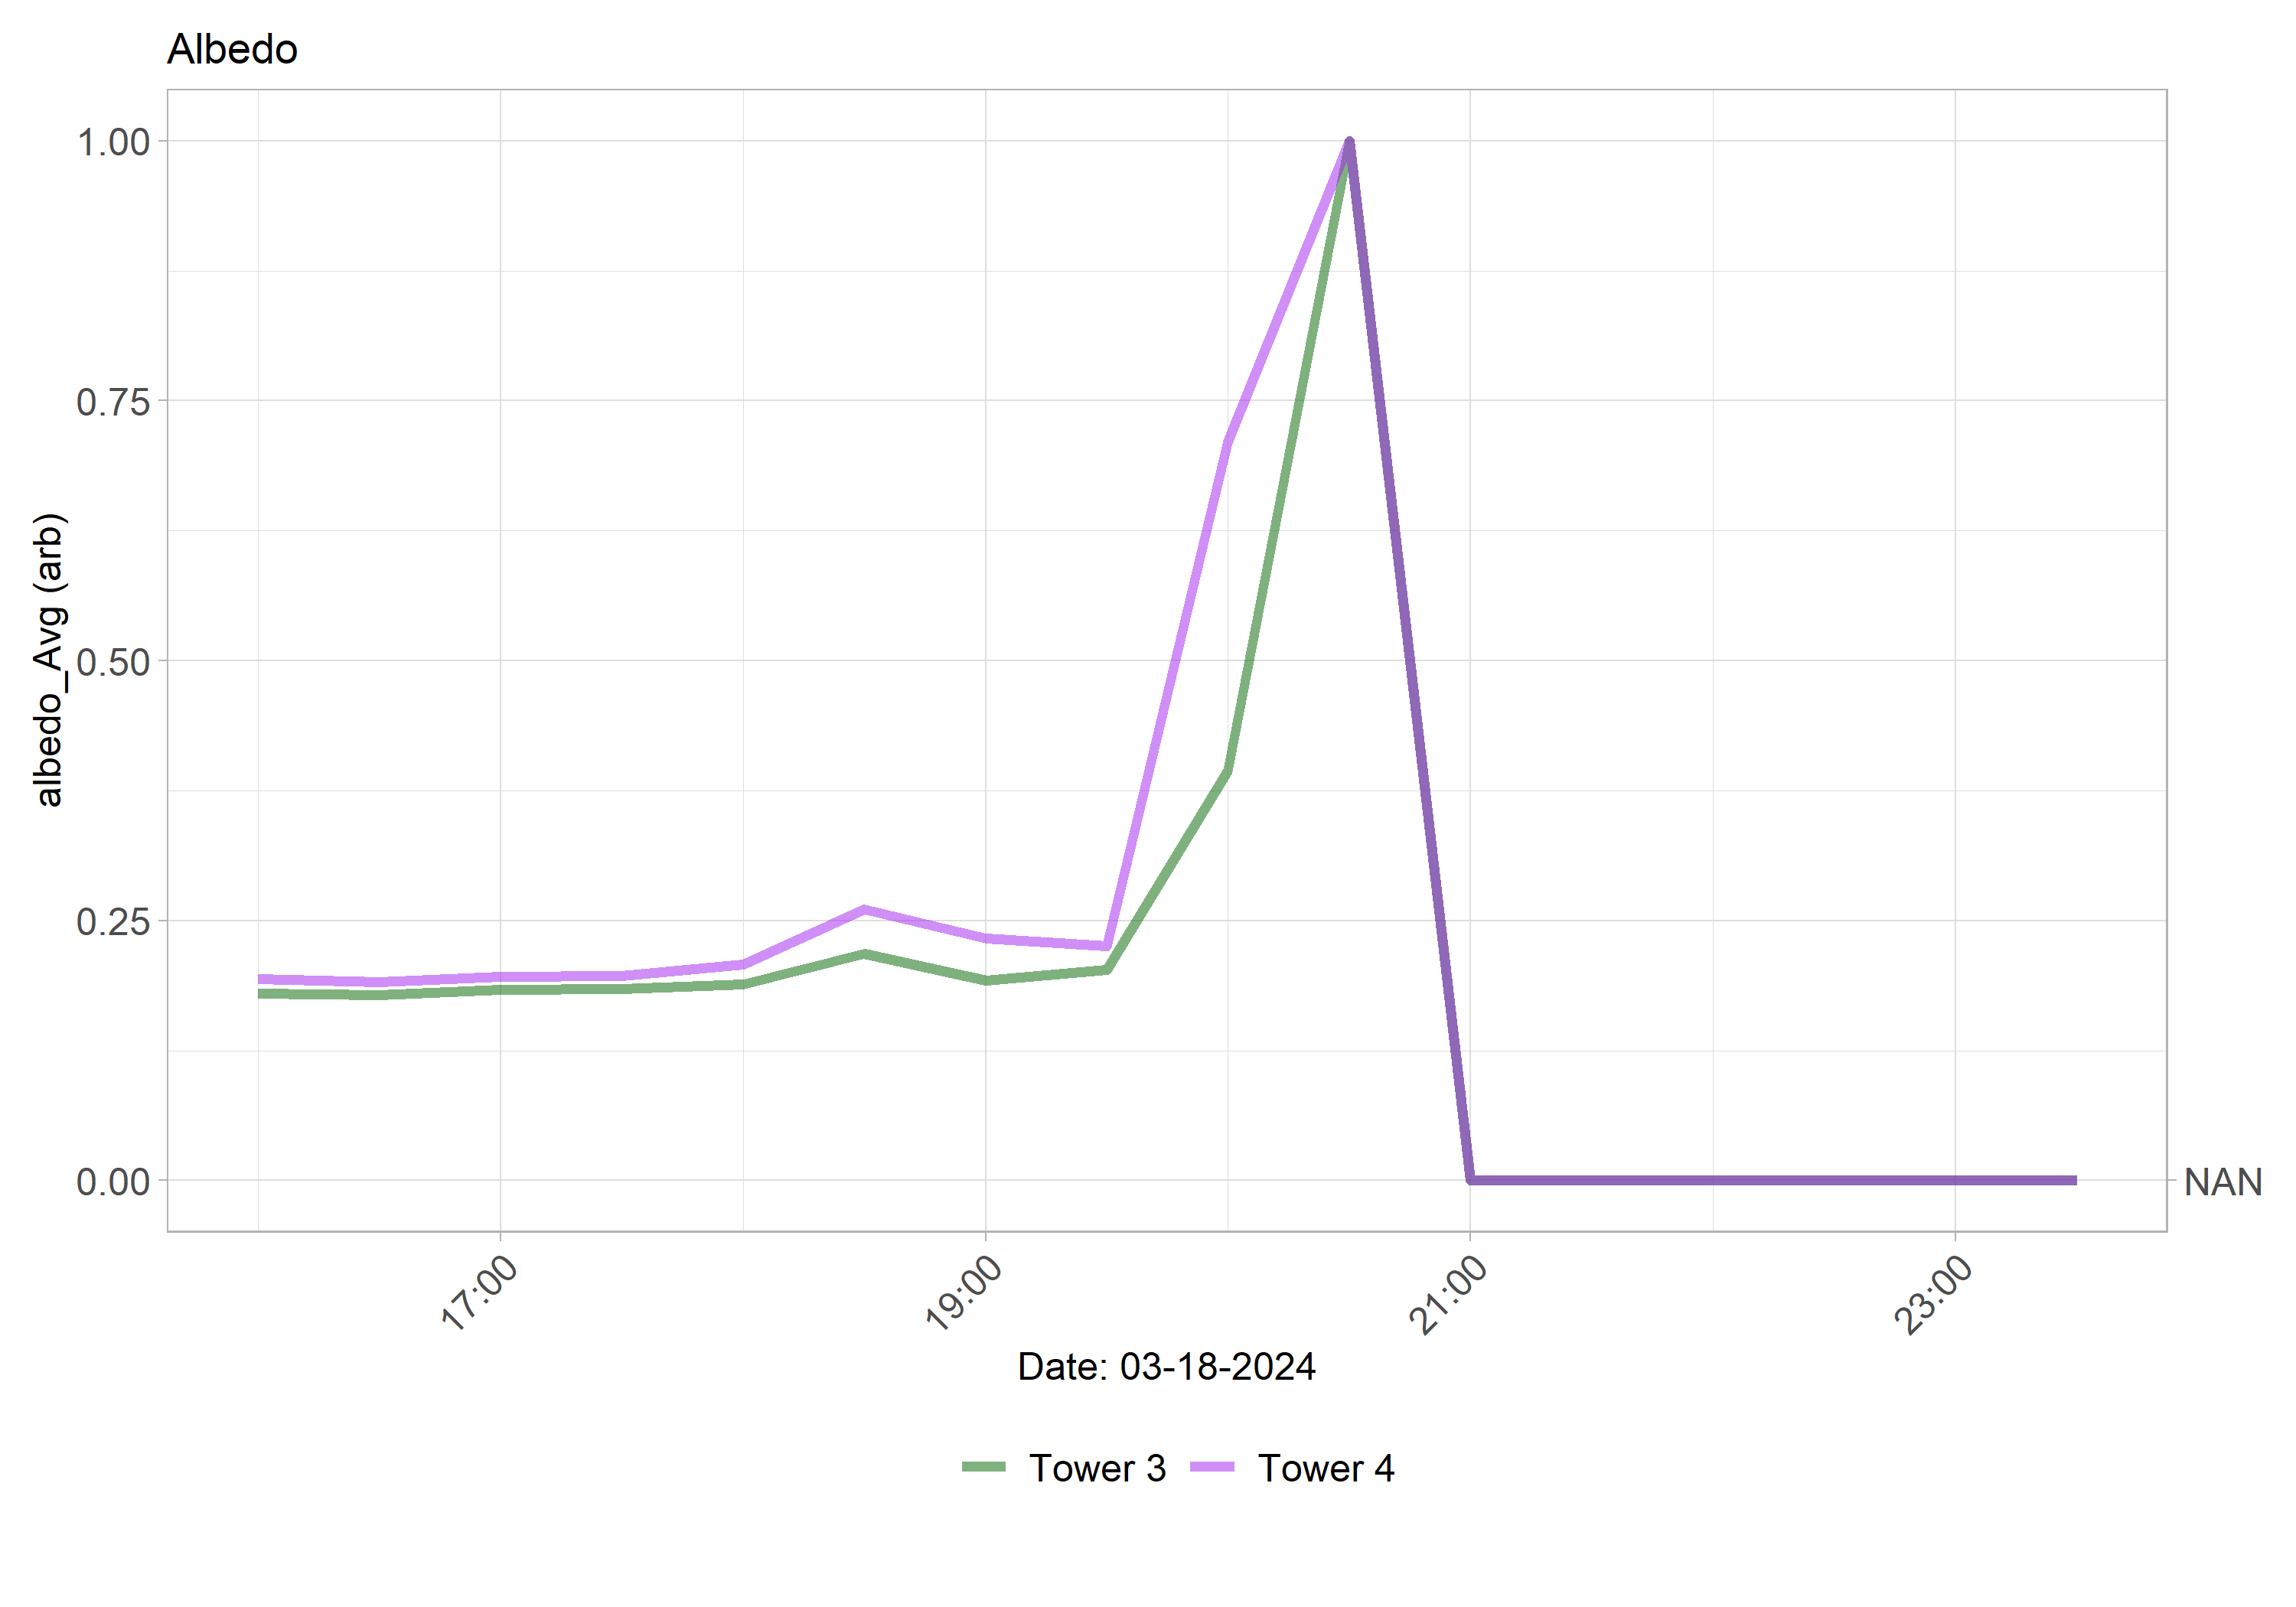 Albedo
1.00
0.75
0.50
0.25
0.00
albedo_Avg (arb)
NAN
17:00
19:00
21:00
23:00
Date: 03-18-2024
Tower 3
Tower 4